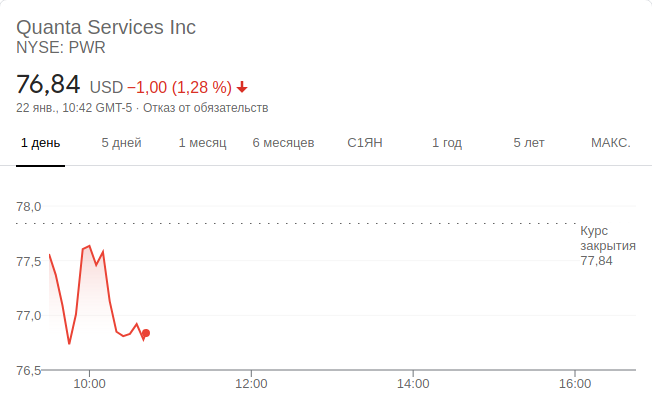 Quanta Services Inc
NYSE: PWR
76,84 USD −1,00 (1,28 %)
22 янв., 10:42 GMT-5 · Отказ от обязательств
1 день 5 дней 1 месяц 6 месяцев С1ЯН 1 год 5 лет МАКС.
78,0
Курс
закрытия
77,84
77,5
77,0
76,5
10:00 12:00 14:00 16:00